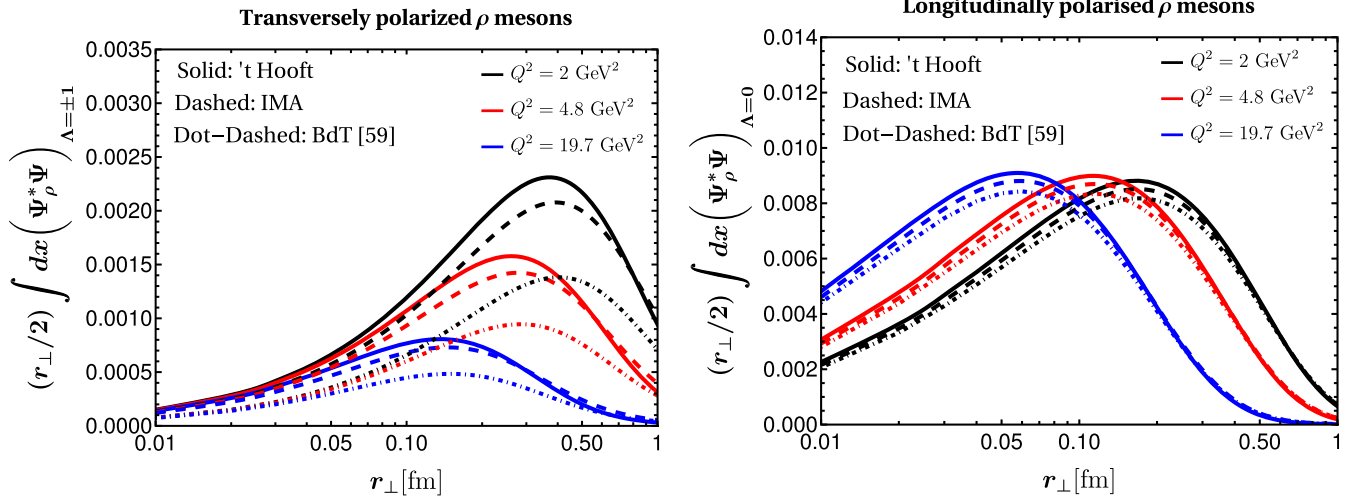 Transversely polarized ρ mesons
0.0035
0.0030
0.0025
0.0020
0.0015
0.0010
0.0005
0.0000
(r⊥/2) ∫ dx (Ψ*ρ Ψ)Λ=±1
Solid: 't Hooft
Dashed: IMA
Dot−Dashed: BdT [59]
Q² = 2 GeV²
Q² = 4.8 GeV²
Q² = 19.7 GeV²
0.01 0.05 0.10 0.50 1
r⊥[fm]
Longitudinally polarised ρ mesons
0.014
0.012
0.010
0.008
0.006
0.004
0.002
0.000
(r⊥/2) ∫ dx (Ψ*ρ Ψ)Λ=0
Solid: 't Hooft
Dashed: IMA
Dot−Dashed: BdT [59]
Q² = 2 GeV²
Q² = 4.8 GeV²
Q² = 19.7 GeV²
0.01 0.05 0.10 0.50 1
r⊥[fm]